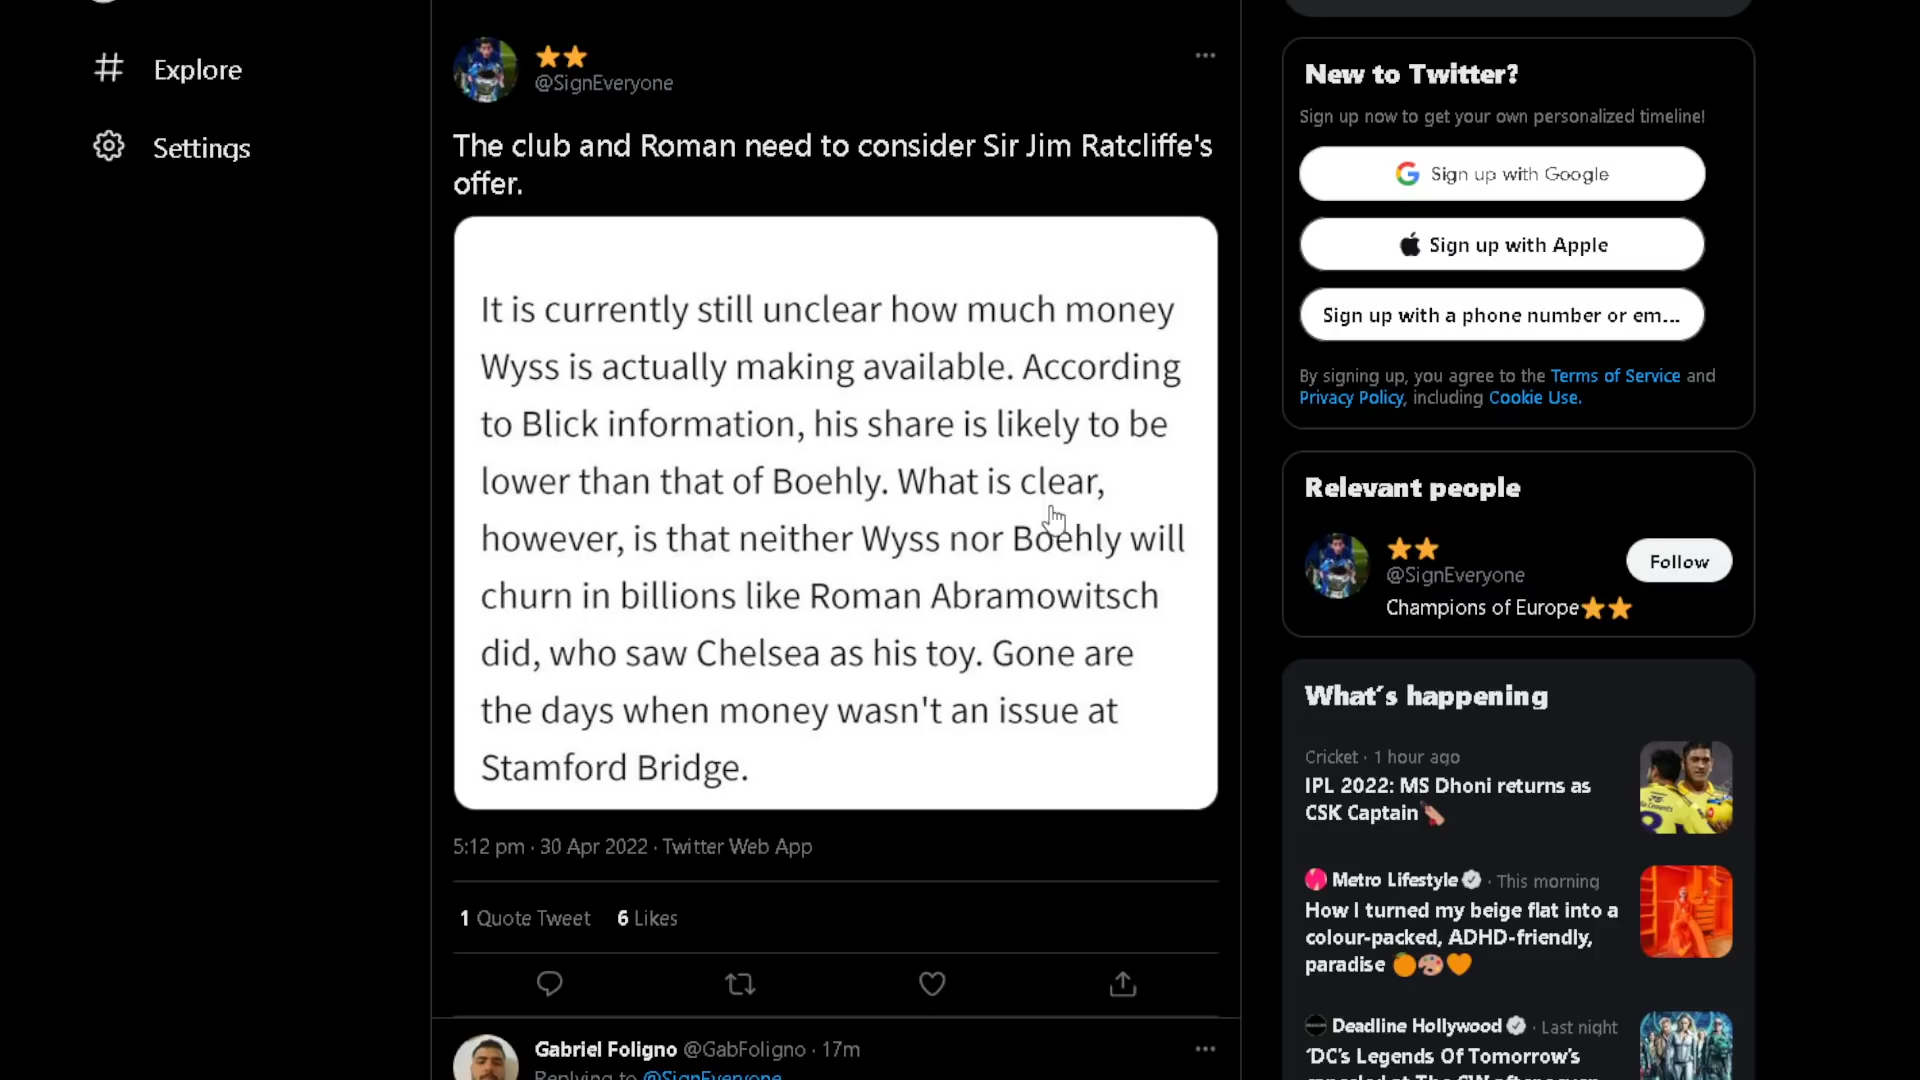 Explore
Settings
@SignEveryone
The club and Roman need to consider Sir Jim Ratcliffe's
offer.
It is currently still unclear how much money
Wyss is actually making available. According
to Blick information, his share is likely to be
lower than that of Boehly. What is clear,
however, is that neither Wyss nor Boehly will
churn in billions like Roman Abramowitsch
did, who saw Chelsea as his toy. Gone are
the days when money wasn't an issue at
Stamford Bridge.
5:12 pm · 30 Apr 2022 · Twitter Web App
1 Quote Tweet 6 Likes
Gabriel Foligno @GabFoligno · 17m
Replying to @SignEveryone
New to Twitter?
Sign up now to get your own personalized timeline!
Sign up with Google
Sign up with Apple
Sign up with a phone number or em...
By signing up, you agree to the Terms of Service and
Privacy Policy, including Cookie Use.
Relevant people
@SignEveryone
Follow
Champions of Europe⭐⭐
What's happening
Cricket · 1 hour ago
IPL 2022: MS Dhoni returns as
CSK Captain
Metro Lifestyle · This morning
How I turned my beige flat into a
colour-packed, ADHD-friendly,
paradise 🍊🎨🧡
Deadline Hollywood · Last night
'DC's Legends Of Tomorrow's